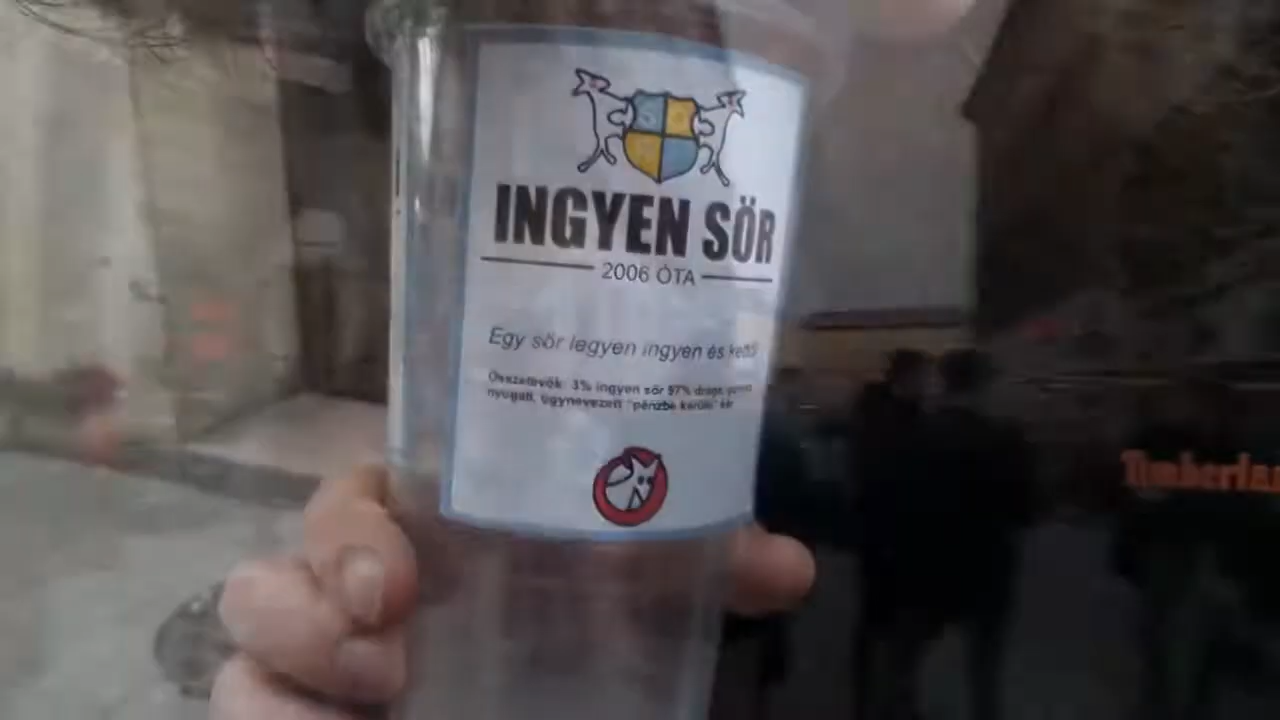 INGYEN SÖR
2006 ÓTA
Egy sör legyen ingyen és kettő
Összetevők: 3% ingyen sör 97% drága,
nyugati, úgynevezett "pénzbe kerülő" sör
Timberlan